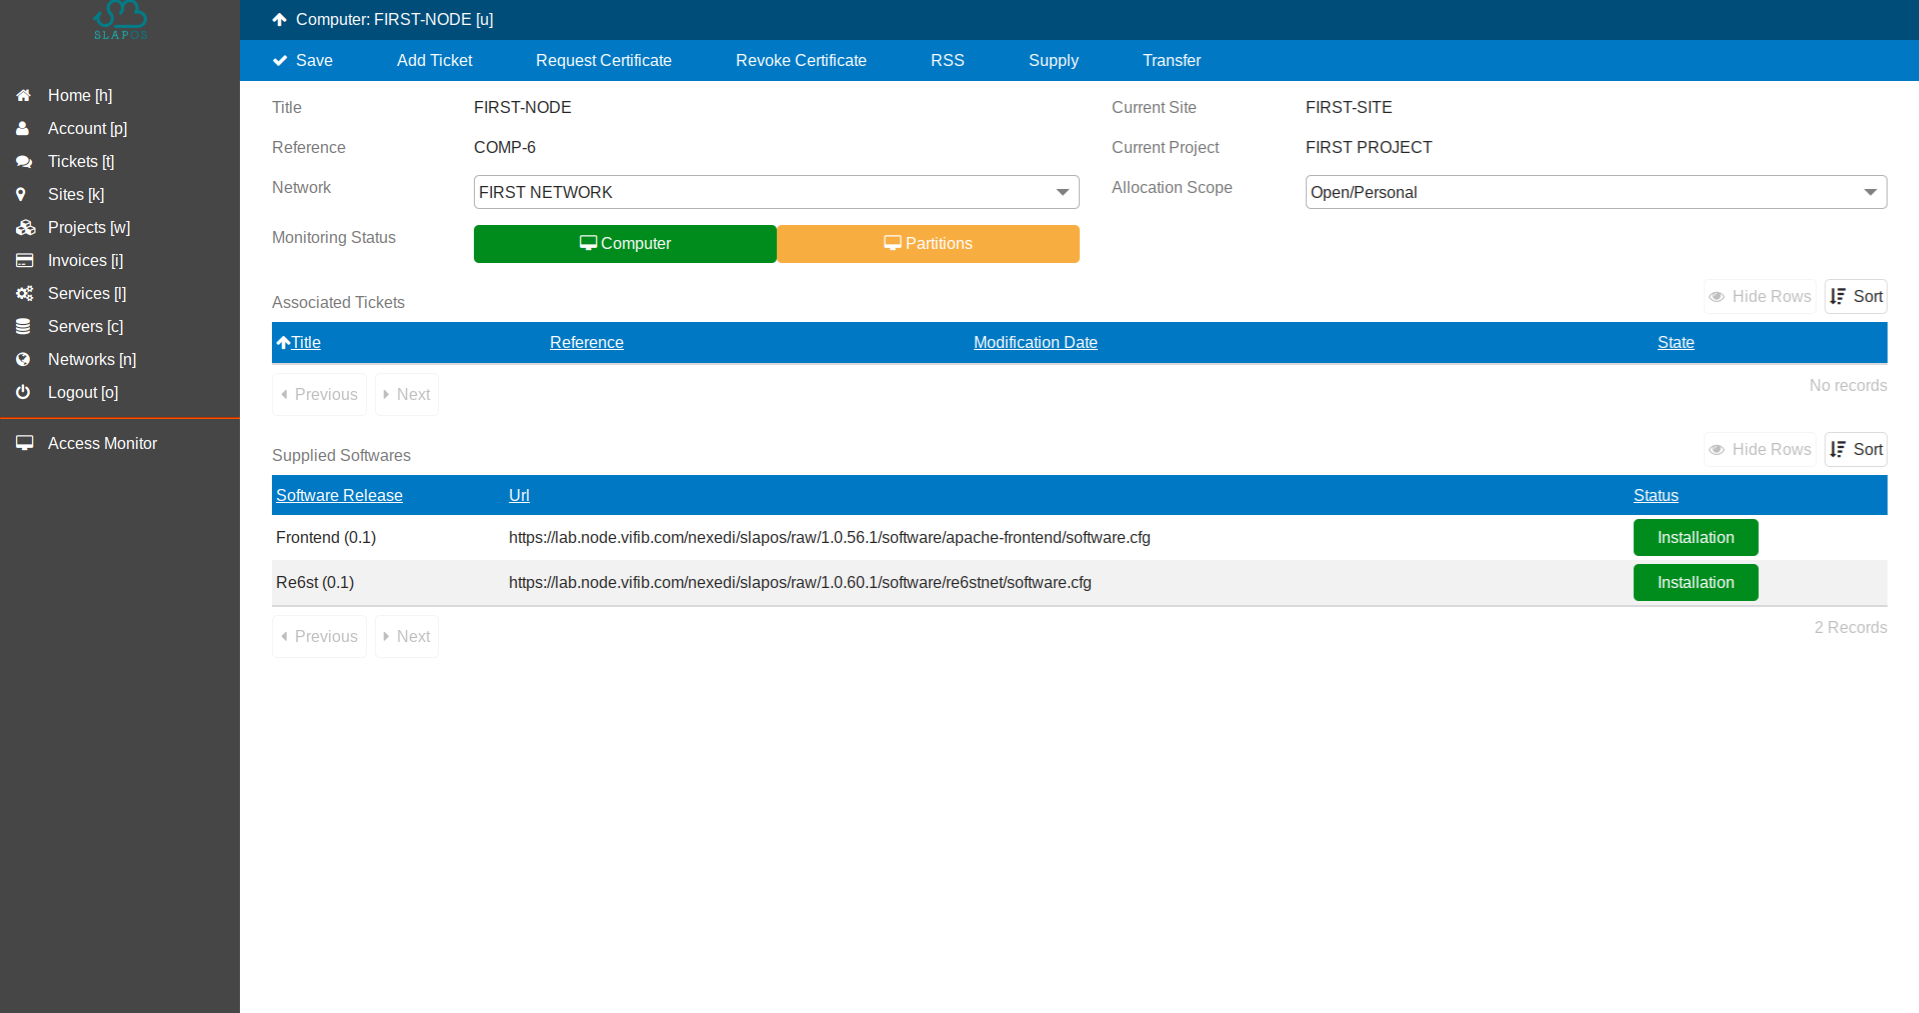 SLAPOS
Home [h]
Account [p]
Tickets [t]
Sites [k]
Projects [w]
Invoices [i]
Services [l]
Servers [c]
Networks [n]
Logout [o]
Access Monitor
Computer: FIRST-NODE [u]
Save Add Ticket Request Certificate Revoke Certificate RSS Supply Transfer
Title FIRST-NODE Current Site FIRST-SITE
Reference COMP-6 Current Project FIRST PROJECT
Network FIRST NETWORK Allocation Scope Open/Personal
Monitoring Status Computer Partitions
Associated Tickets Hide Rows Sort
Title Reference Modification Date State
Previous Next No records
Supplied Softwares Hide Rows Sort
Software Release Url Status
Frontend (0.1) https://lab.node.vifib.com/nexedi/slapos/raw/1.0.56.1/software/apache-frontend/software.cfg Installation
Re6st (0.1) https://lab.node.vifib.com/nexedi/slapos/raw/1.0.60.1/software/re6stnet/software.cfg Installation
Previous Next 2 Records